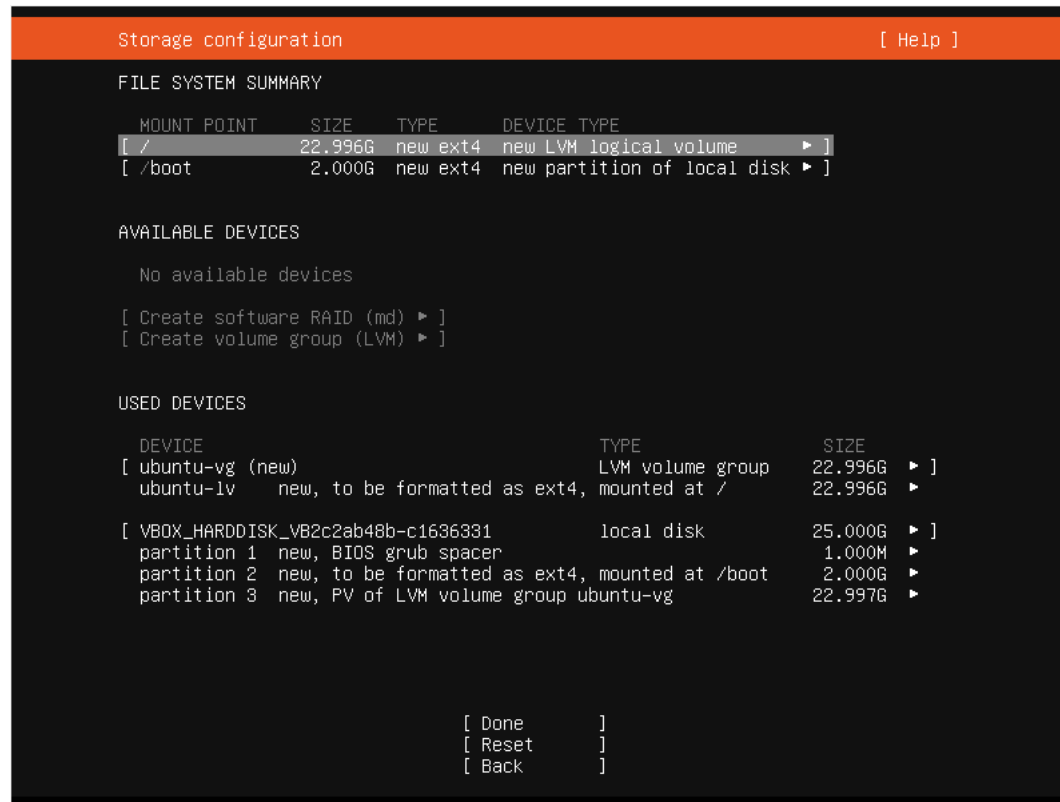 Storage configuration [ Help ]
FILE SYSTEM SUMMARY
MOUNT POINT SIZE TYPE DEVICE TYPE
[ / 22.996G new ext4 new LVM logical volume ▸ ]
[ /boot 2.000G new ext4 new partition of local disk ▸ ]
AVAILABLE DEVICES
No available devices
[ Create software RAID (md) ▸ ]
[ Create volume group (LVM) ▸ ]
USED DEVICES
DEVICE TYPE SIZE
[ ubuntu-vg (new) LVM volume group 22.996G ▸ ]
ubuntu-lv new, to be formatted as ext4, mounted at / 22.996G ▸
[ VBOX_HARDDISK_VB2c2ab48b-c1636331 local disk 25.000G ▸ ]
partition 1 new, BIOS grub spacer 1.000M ▸
partition 2 new, to be formatted as ext4, mounted at /boot 2.000G ▸
partition 3 new, PV of LVM volume group ubuntu-vg 22.997G ▸
[ Done ]
[ Reset ]
[ Back ]